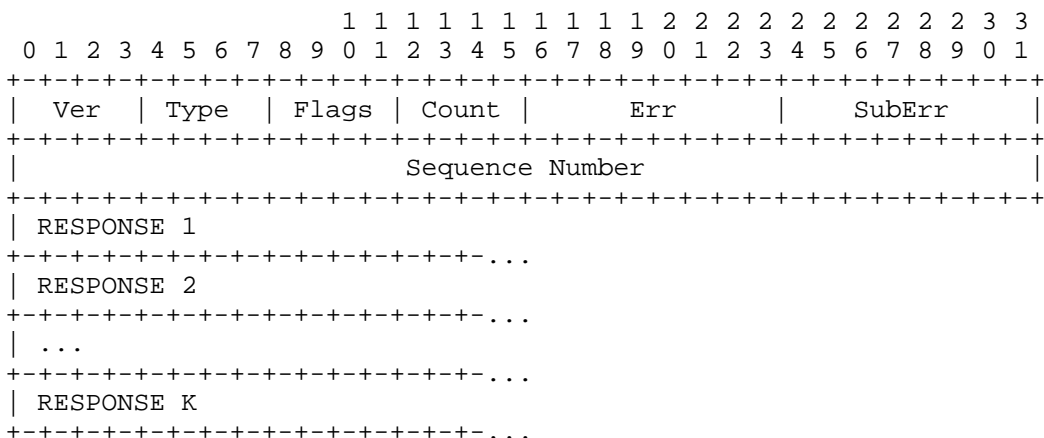 1 1 1 1 1 1 1 1 1 1 2 2 2 2 2 2 2 2 2 2 3 3
 0 1 2 3 4 5 6 7 8 9 0 1 2 3 4 5 6 7 8 9 0 1 2 3 4 5 6 7 8 9 0 1
+-+-+-+-+-+-+-+-+-+-+-+-+-+-+-+-+-+-+-+-+-+-+-+-+-+-+-+-+-+-+-+-+
|  Ver  | Type  | Flags | Count |      Err      |    SubErr     |
+-+-+-+-+-+-+-+-+-+-+-+-+-+-+-+-+-+-+-+-+-+-+-+-+-+-+-+-+-+-+-+-+
|                        Sequence Number                        |
+-+-+-+-+-+-+-+-+-+-+-+-+-+-+-+-+-+-+-+-+-+-+-+-+-+-+-+-+-+-+-+-+
| RESPONSE 1
+-+-+-+-+-+-+-+-+-+-+-+-+-+-+-...
| RESPONSE 2
+-+-+-+-+-+-+-+-+-+-+-+-+-+-+-...
| ...
+-+-+-+-+-+-+-+-+-+-+-+-+-+-+-...
| RESPONSE K
+-+-+-+-+-+-+-+-+-+-+-+-+-+-+-...